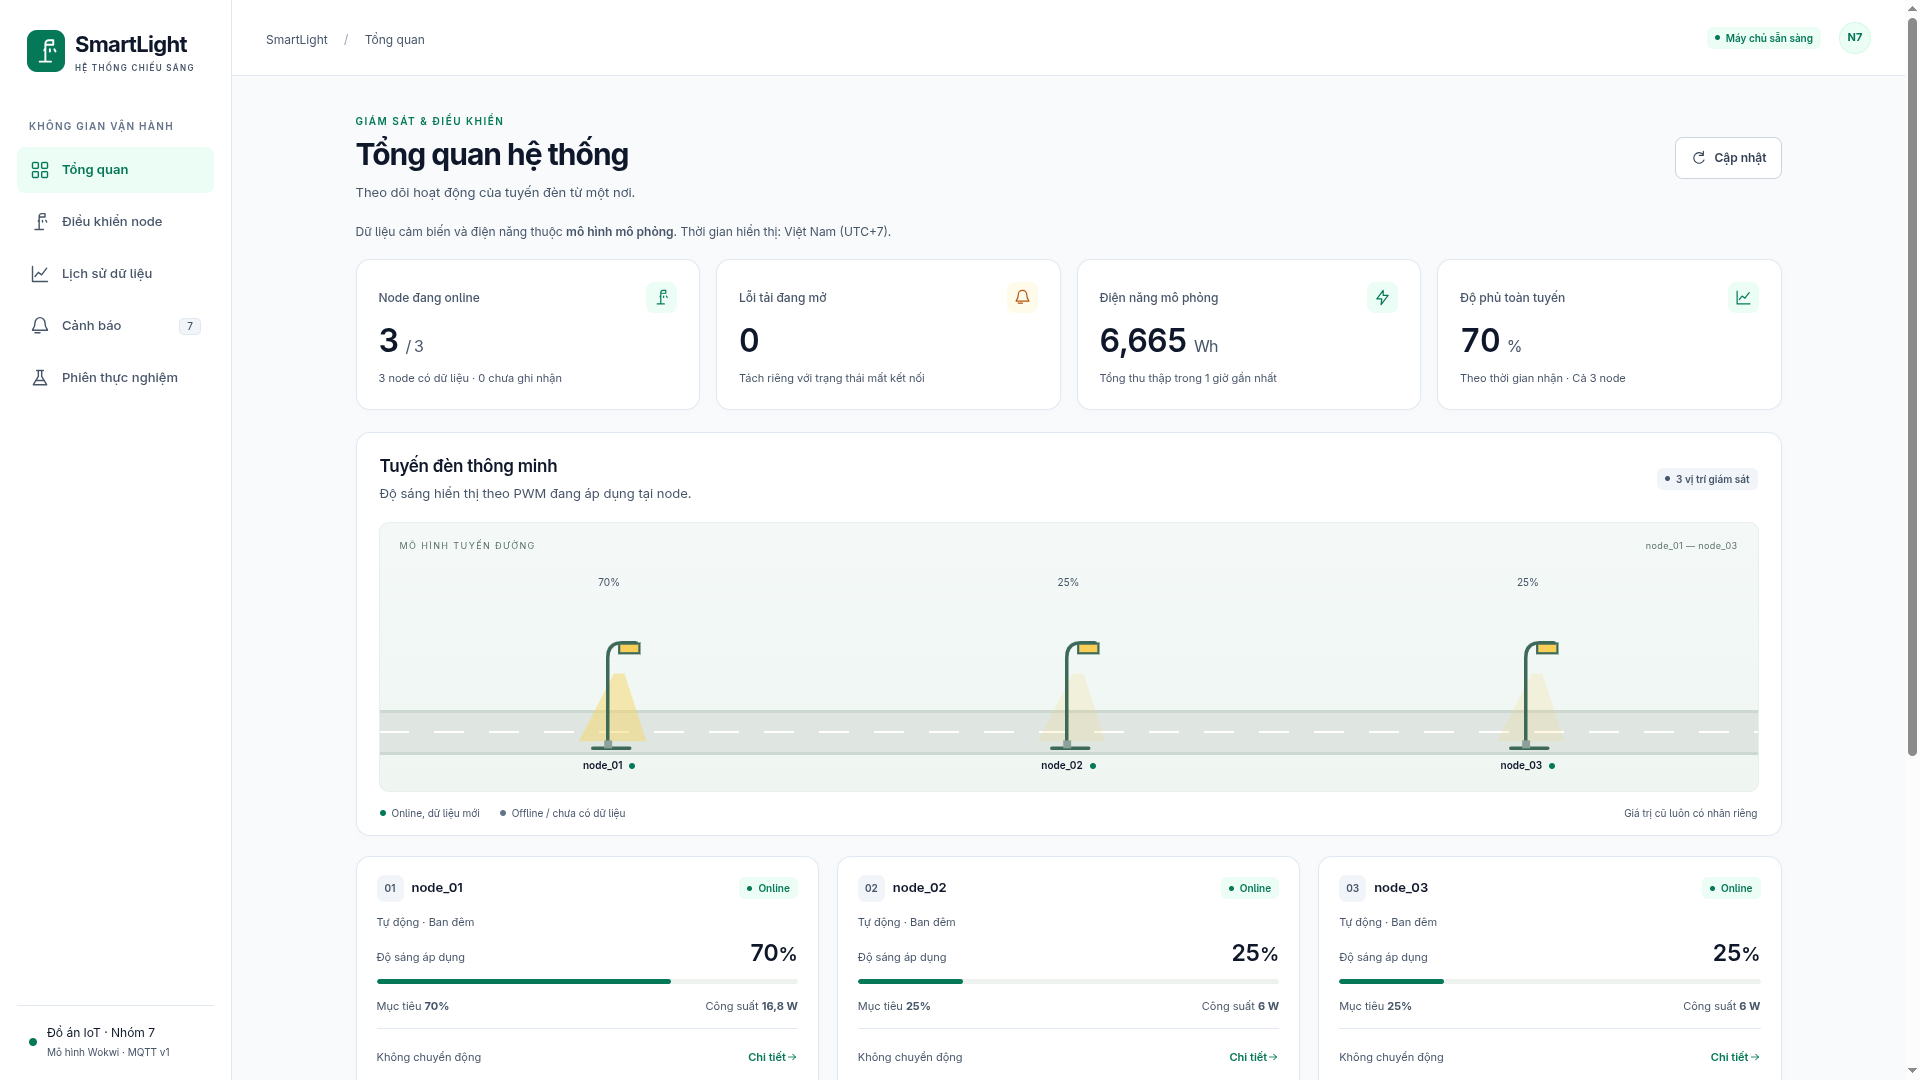 SmartLight
HỆ THỐNG CHIẾU SÁNG
SmartLight / Tổng quan
Máy chủ sẵn sàng
N7
KHÔNG GIAN VẬN HÀNH
Tổng quan
Điều khiển node
Lịch sử dữ liệu
Cảnh báo 7
Phiên thực nghiệm
Đồ án IoT · Nhóm 7
Mô hình Wokwi · MQTT v1
GIÁM SÁT & ĐIỀU KHIỂN
Tổng quan hệ thống
Theo dõi hoạt động của tuyến đèn từ một nơi.
Cập nhật
Dữ liệu cảm biến và điện năng thuộc mô hình mô phỏng. Thời gian hiển thị: Việt Nam (UTC+7).
Node đang online
3 / 3
3 node có dữ liệu · 0 chưa ghi nhận
Lỗi tải đang mở
0
Tách riêng với trạng thái mất kết nối
Điện năng mô phỏng
6,665 Wh
Tổng thu thập trong 1 giờ gần nhất
Độ phủ toàn tuyến
70 %
Theo thời gian nhận · Cả 3 node
Tuyến đèn thông minh
Độ sáng hiển thị theo PWM đang áp dụng tại node.
3 vị trí giám sát
MÔ HÌNH TUYẾN ĐƯỜNG
node_01 — node_03
70% 25% 25%
node_01 node_02 node_03
Online, dữ liệu mới
Offline / chưa có dữ liệu
Giá trị cũ luôn có nhãn riêng
01 node_01 Online
Tự động · Ban đêm
Độ sáng áp dụng 70%
Mục tiêu 70% Công suất 16,8 W
Không chuyển động Chi tiết→
02 node_02 Online
Tự động · Ban đêm
Độ sáng áp dụng 25%
Mục tiêu 25% Công suất 6 W
Không chuyển động Chi tiết→
03 node_03 Online
Tự động · Ban đêm
Độ sáng áp dụng 25%
Mục tiêu 25% Công suất 6 W
Không chuyển động Chi tiết→